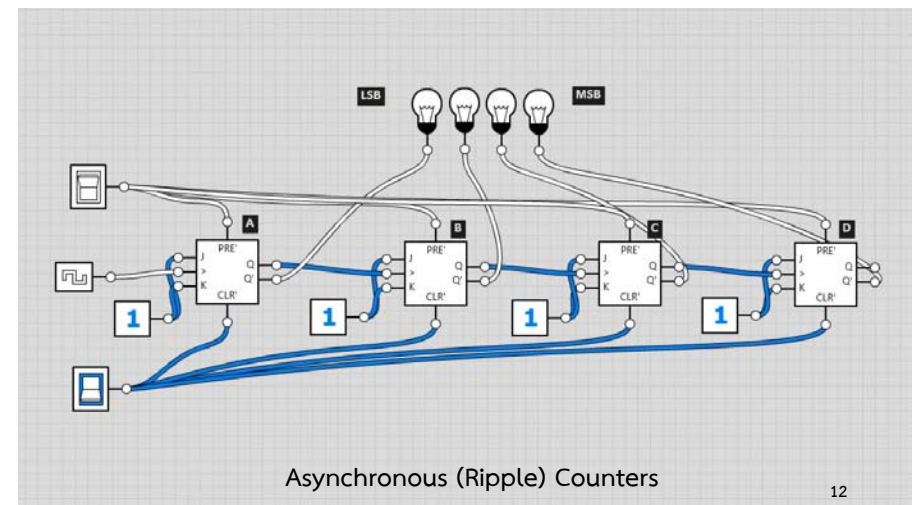 LSB
MSB
A
B
C
D
PRE'
J
>
K
Q
Q'
CLR'
1
PRE'
J
>
K
Q
Q'
CLR'
1
PRE'
J
>
K
Q
Q'
CLR'
1
PRE'
J
>
K
Q
Q'
CLR'
1
Asynchronous (Ripple) Counters
12